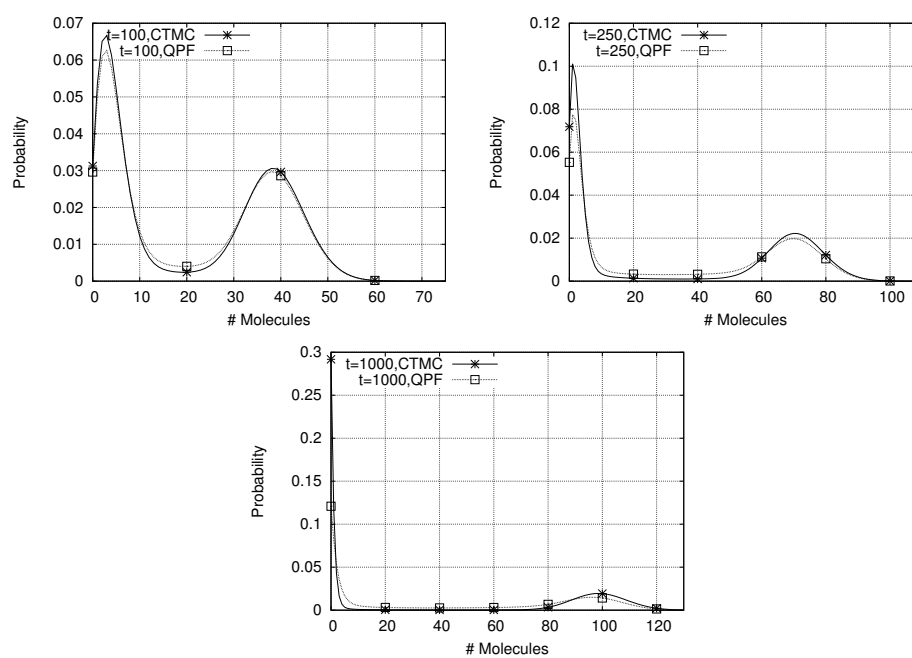 0.07
0.06
0.05
0.04
0.03
0.02
0.01
0
Probability
t=100,CTMC
t=100,QPF
0 10 20 30 40 50 60 70
# Molecules
0.12
0.1
0.08
0.06
0.04
0.02
0
Probability
t=250,CTMC
t=250,QPF
0 20 40 60 80 100
# Molecules
0.3
0.25
0.2
0.15
0.1
0.05
0
Probability
t=1000,CTMC
t=1000,QPF
0 20 40 60 80 100 120
# Molecules